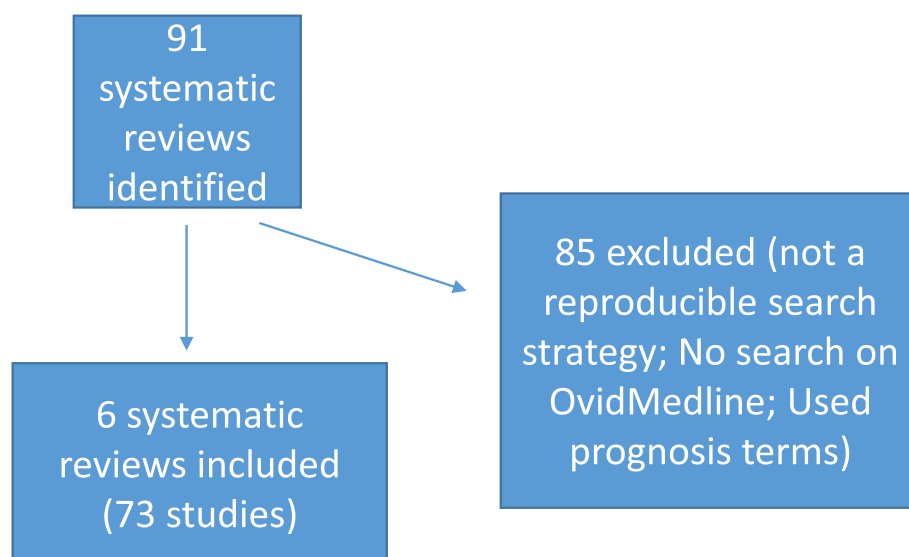 91
systematic
reviews
identified
85 excluded (not a
reproducible search
strategy; No search on
OvidMedline; Used
prognosis terms)
6 systematic
reviews included
(73 studies)